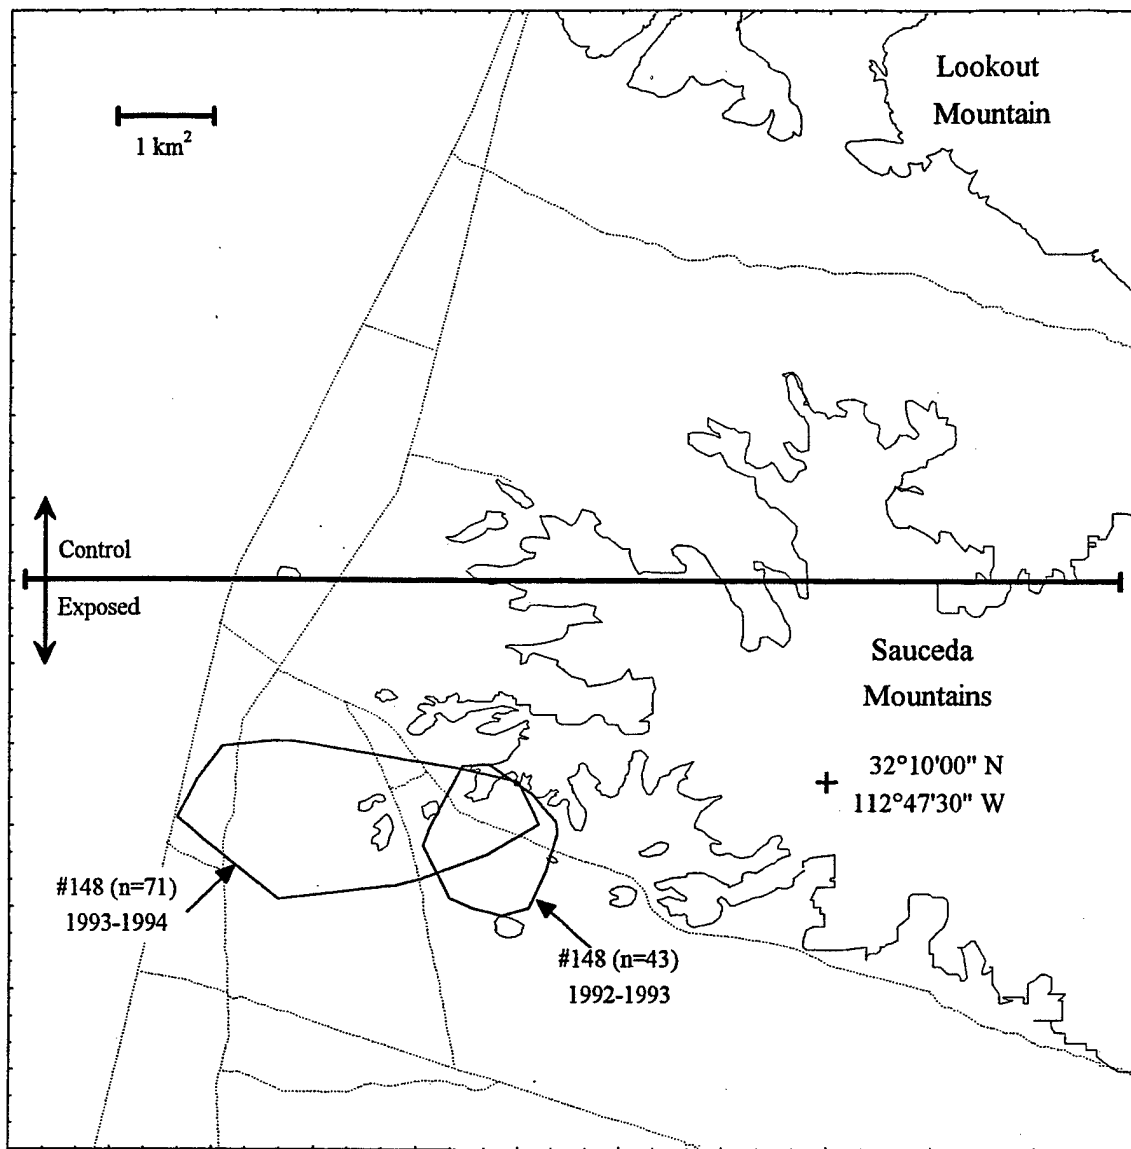 Lookout
Mountain
1 km²
Control
Exposed
Sauceda
Mountains
32°10'00" N
112°47'30" W
#148 (n=71)
1993-1994
#148 (n=43)
1992-1993